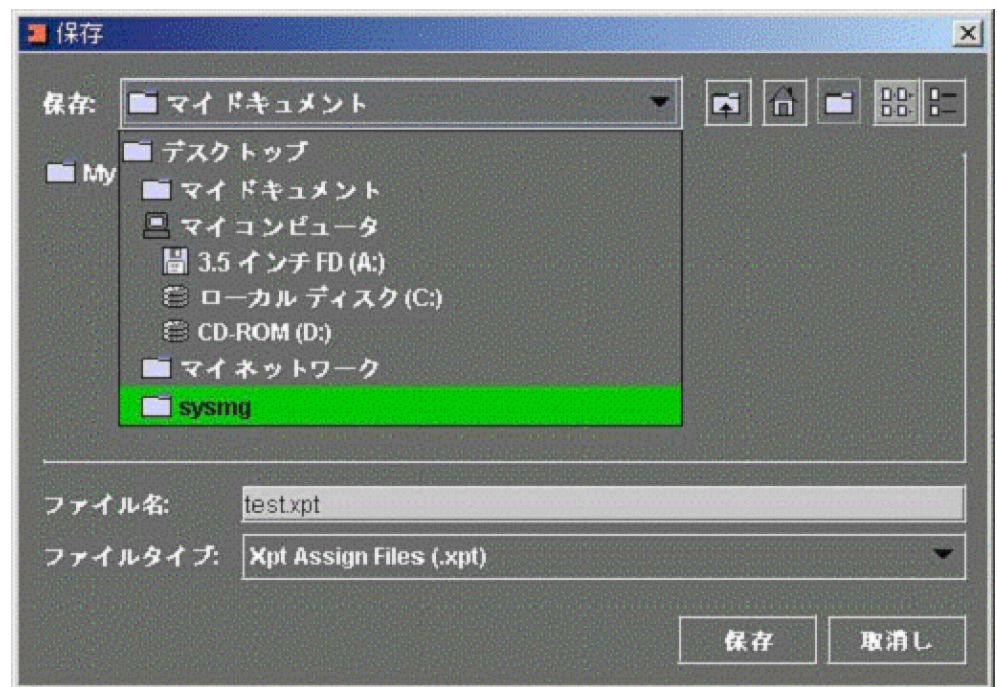 保存
保存: マイ ドキュメント
デスクトップ
My
マイ ドキュメント
マイ コンピュータ
3.5 インチ FD (A:)
ローカル ディスク (C:)
CD-ROM (D:)
マイ ネットワーク
sysmg
ファイル名: test.xpt
ファイルタイプ: Xpt Assign Files (.xpt)
保存 取消し